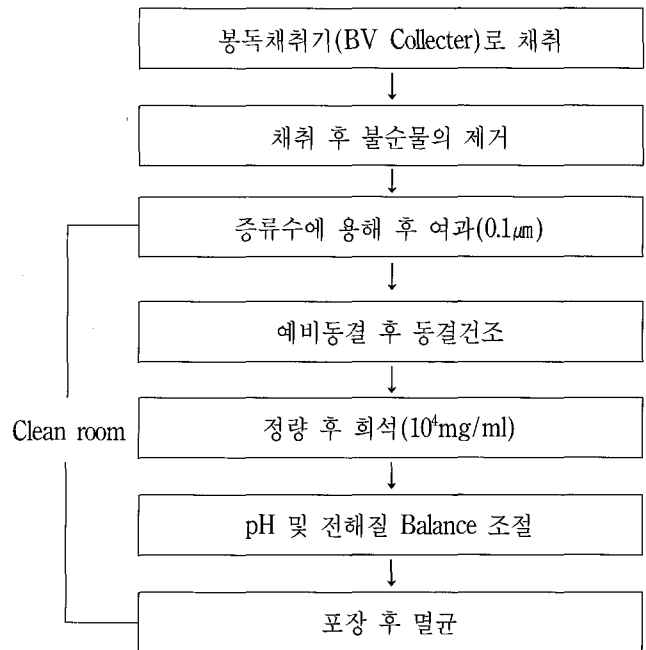 봉독채취기(BV Collecter)로 채취
채취 후 불순물의 제거
증류수에 용해 후 여과(0.1㎛)
예비동결 후 동결건조
Clean room
정량 후 희석(10⁴mg/ml)
pH 및 전해질 Balance 조절
포장 후 멸균